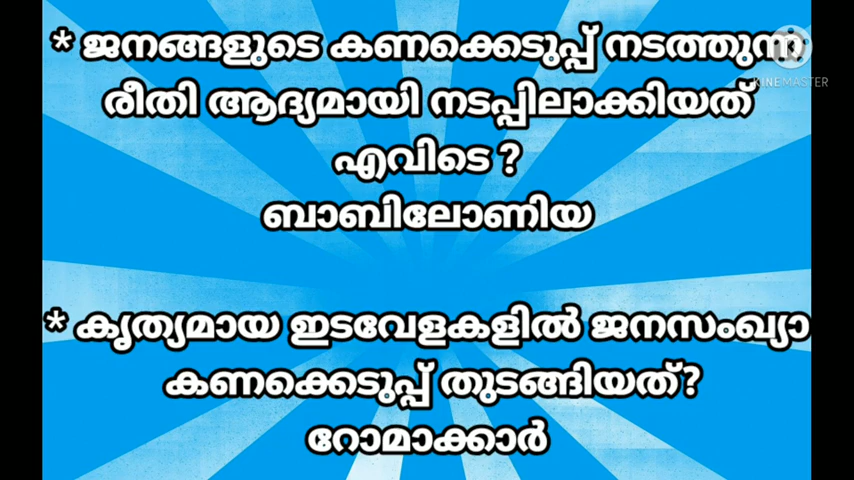 * ജനങ്ങളുടെ കണക്കെടുപ്പ് നടത്തുന്ന
രീതി ആദ്യമായി നടപ്പിലാക്കിയത്
എവിടെ ?
ബാബിലോണിയ
* കൃത്യമായ ഇടവേളകളിൽ ജനസംഖ്യാ
കണക്കെടുപ്പ് തുടങ്ങിയത്?
റോമാക്കാർ
K
KINEMASTER